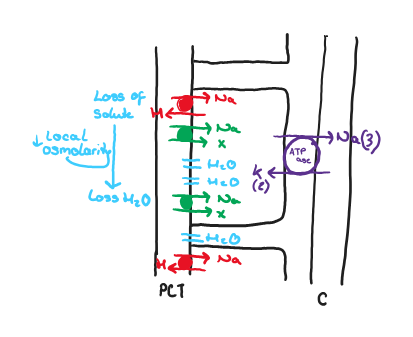 Loss of
solute
↓ Local
osmolarity
Loss H₂O
Na
H
Na
X
H₂O
H₂O
Na
X
H₂O
Na
H
PCT
ATP
ase
Na(3)
K
(2)
C